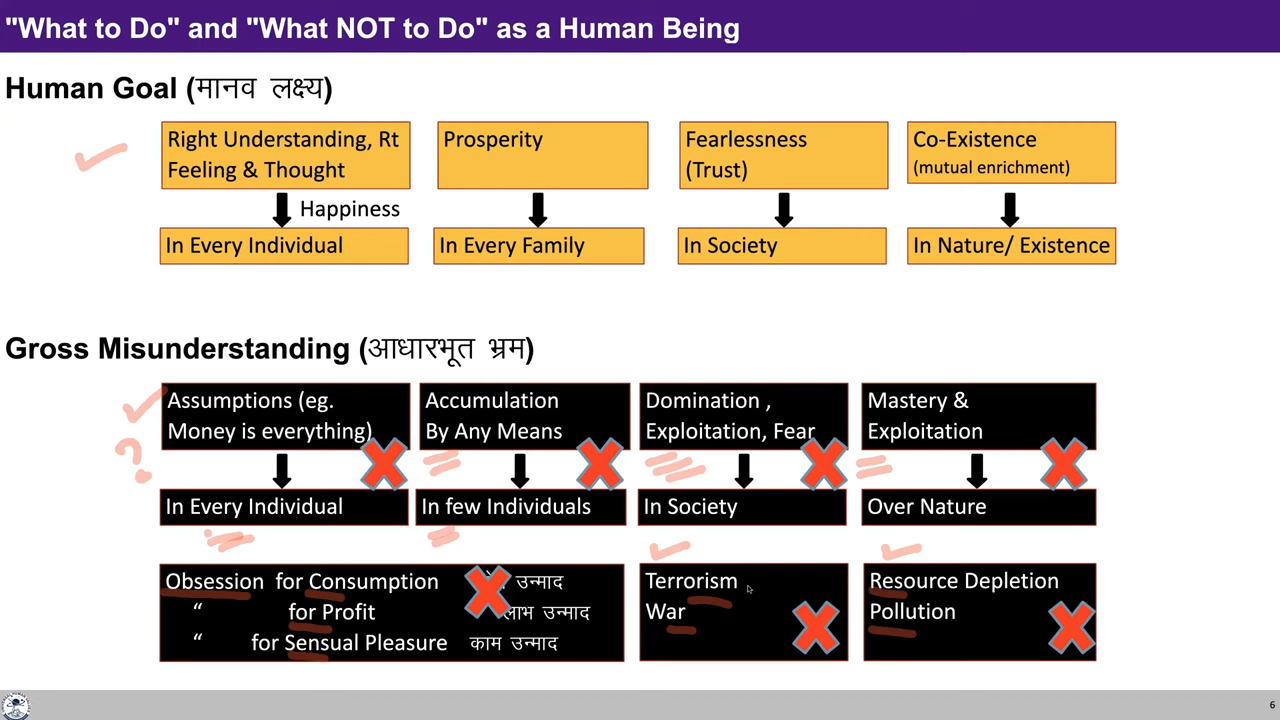 "What to Do" and "What NOT to Do" as a Human Being
Human Goal (मानव लक्ष्य)
Right Understanding, Rt
Feeling & Thought
Prosperity
Fearlessness
(Trust)
Co-Existence
(mutual enrichment)
Happiness
In Every Individual
In Every Family
In Society
In Nature/ Existence
Gross Misunderstanding (आधारभूत भ्रम)
Assumptions (eg.
Money is everything)
Accumulation
By Any Means
Domination ,
Exploitation, Fear
Mastery &
Exploitation
?
In Every Individual
In few Individuals
In Society
Over Nature
Obsession for Consumption उन्माद
“ for Profit लाभ उन्माद
“ for Sensual Pleasure काम उन्माद
Terrorism
War
Resource Depletion
Pollution
6